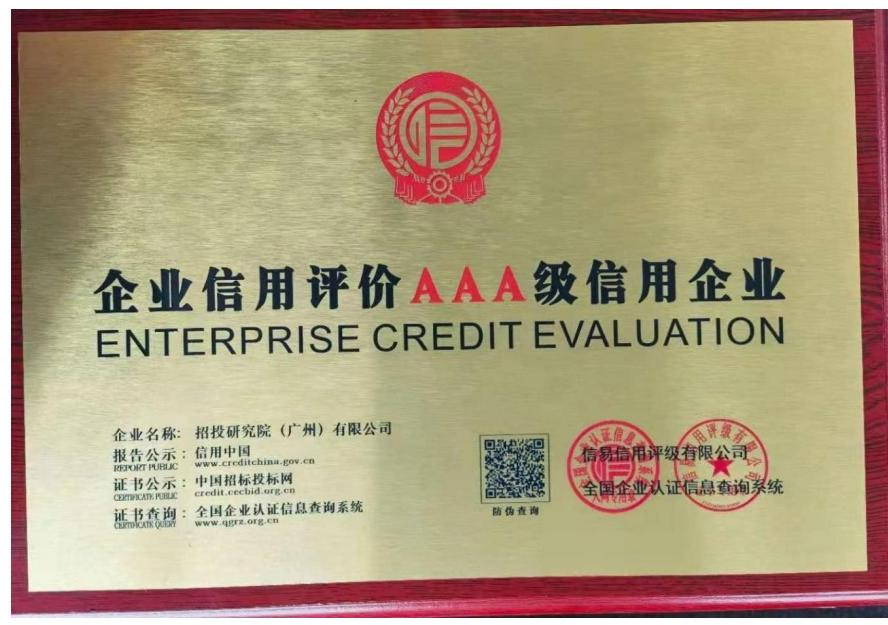 信
企业信用评价AAA级信用企业
ENTERPRISE CREDIT EVALUATION
企业名称: 招投研究院（广州）有限公司
报告公示: 信用中国
REPORT PUBLIC www.creditchina.gov.cn
证书公示: 中国招标投标网
CERTIFICATE PUBLIC credit.cecbid.org.cn
证书查询: 全国企业认证信息查询系统
CERTIFICATE QUERY www.qgrz.org.cn
防伪查询
信易信用评级有限公司
全国企业认证信息查询系统